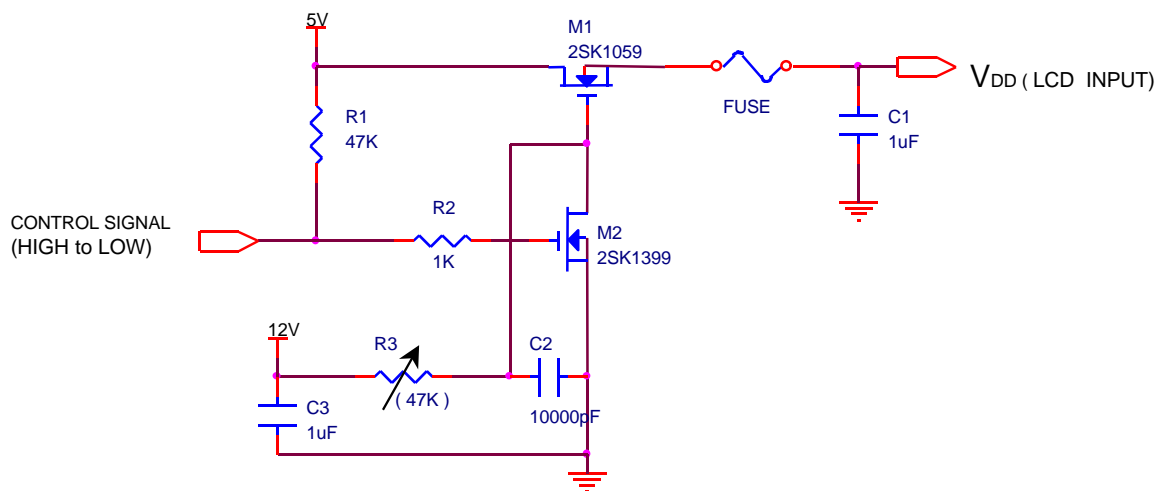 5V
M1
2SK1059
VDD ( LCD INPUT)
FUSE
C1
1uF
R1
47K
CONTROL SIGNAL
(HIGH to LOW)
R2
1K
M2
2SK1399
12V
R3
( 47K )
C2
10000pF
C3
1uF